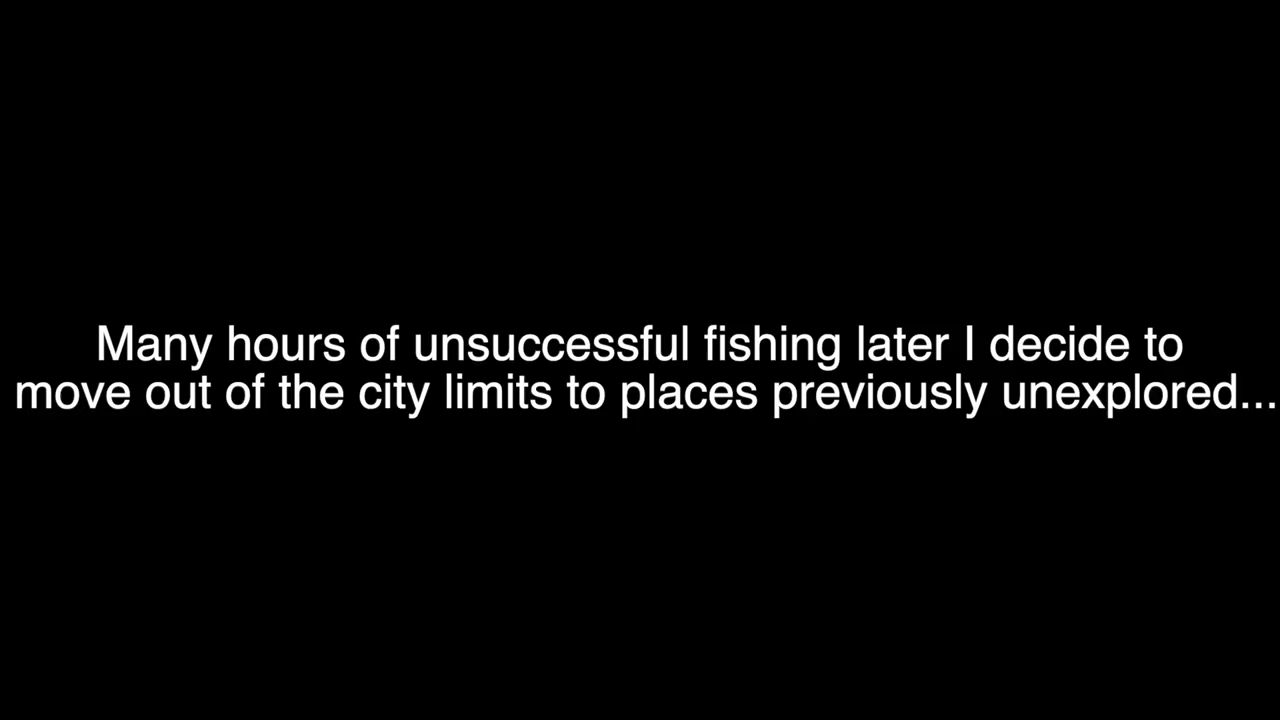 Many hours of unsuccessful fishing later I decide to
move out of the city limits to places previously unexplored...